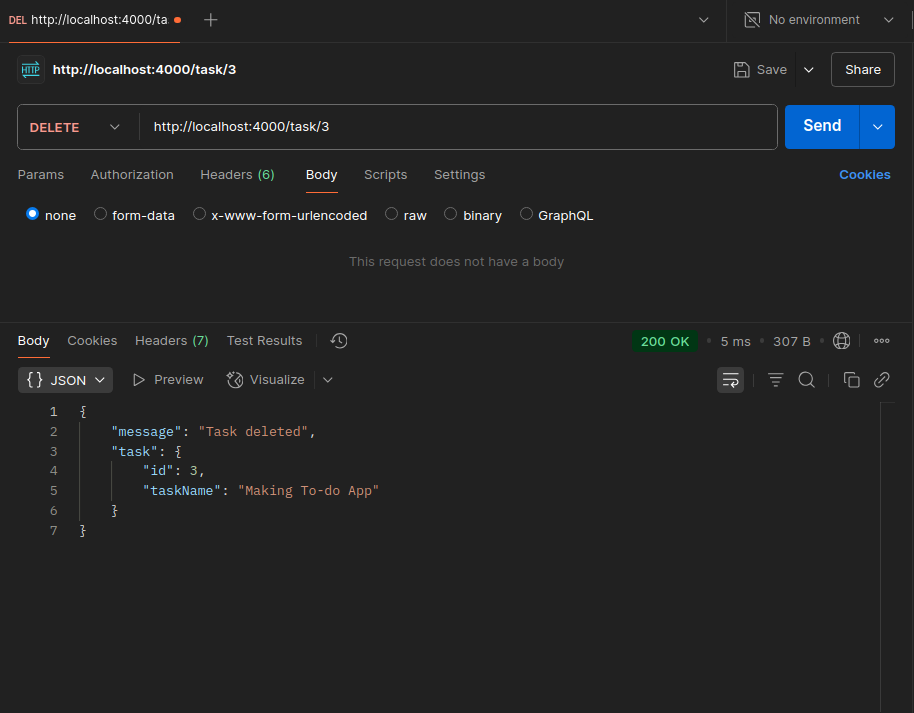 DEL http://localhost:4000/ta
No environment
HTTP http://localhost:4000/task/3
Save
Share
DELETE
http://localhost:4000/task/3
Send
Params Authorization Headers (6) Body Scripts Settings Cookies
none form-data x-www-form-urlencoded raw binary GraphQL
This request does not have a body
Body Cookies Headers (7) Test Results 200 OK • 5 ms • 307 B •
{} JSON Preview Visualize
1 {
2 "message": "Task deleted",
3 "task": {
4 "id": 3,
5 "taskName": "Making To-do App"
6 }
7 }